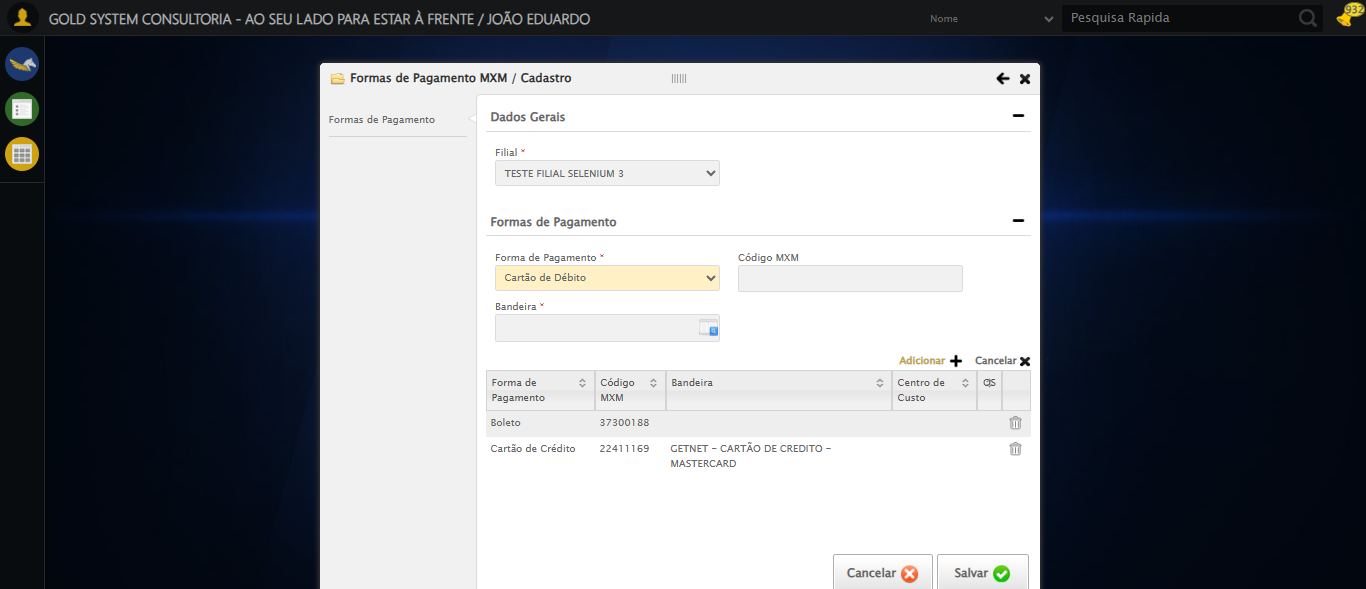 GOLD SYSTEM CONSULTORIA - AO SEU LADO PARA ESTAR À FRENTE / JOÃO EDUARDO
Nome
Pesquisa Rapida
932
Formas de Pagamento MXM / Cadastro
Formas de Pagamento
Dados Gerais
Filial *
TESTE FILIAL SELENIUM 3
Formas de Pagamento
Forma de Pagamento * Código MXM
Cartão de Débito
Bandeira *
Adicionar Cancelar
Forma de Pagamento Código MXM Bandeira Centro de Custo
Boleto 37300188
Cartão de Crédito 22411169 GETNET - CARTÃO DE CREDITO -
MASTERCARD
Cancelar Salvar